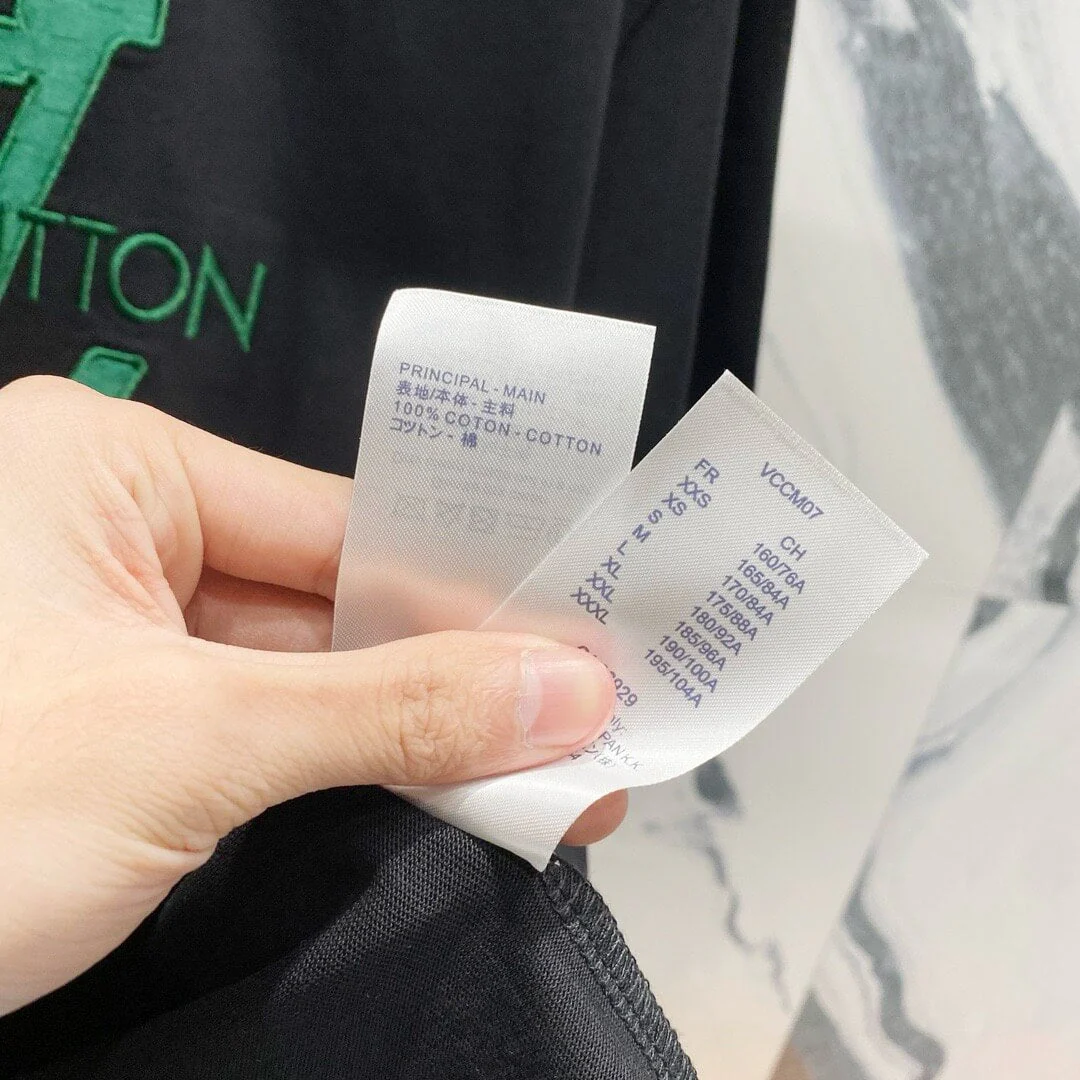 TTON
PRINCIPAL - MAIN
表地/本体 - 主料
100% COTON - COTTON
コットン - 棉
VCCM07
FR CH
XXS 160/76A
XS 165/84A
S 170/84A
M 175/88A
L 180/92A
XL 185/96A
XXL 190/100A
XXXL 195/104A
929
PAN K.K